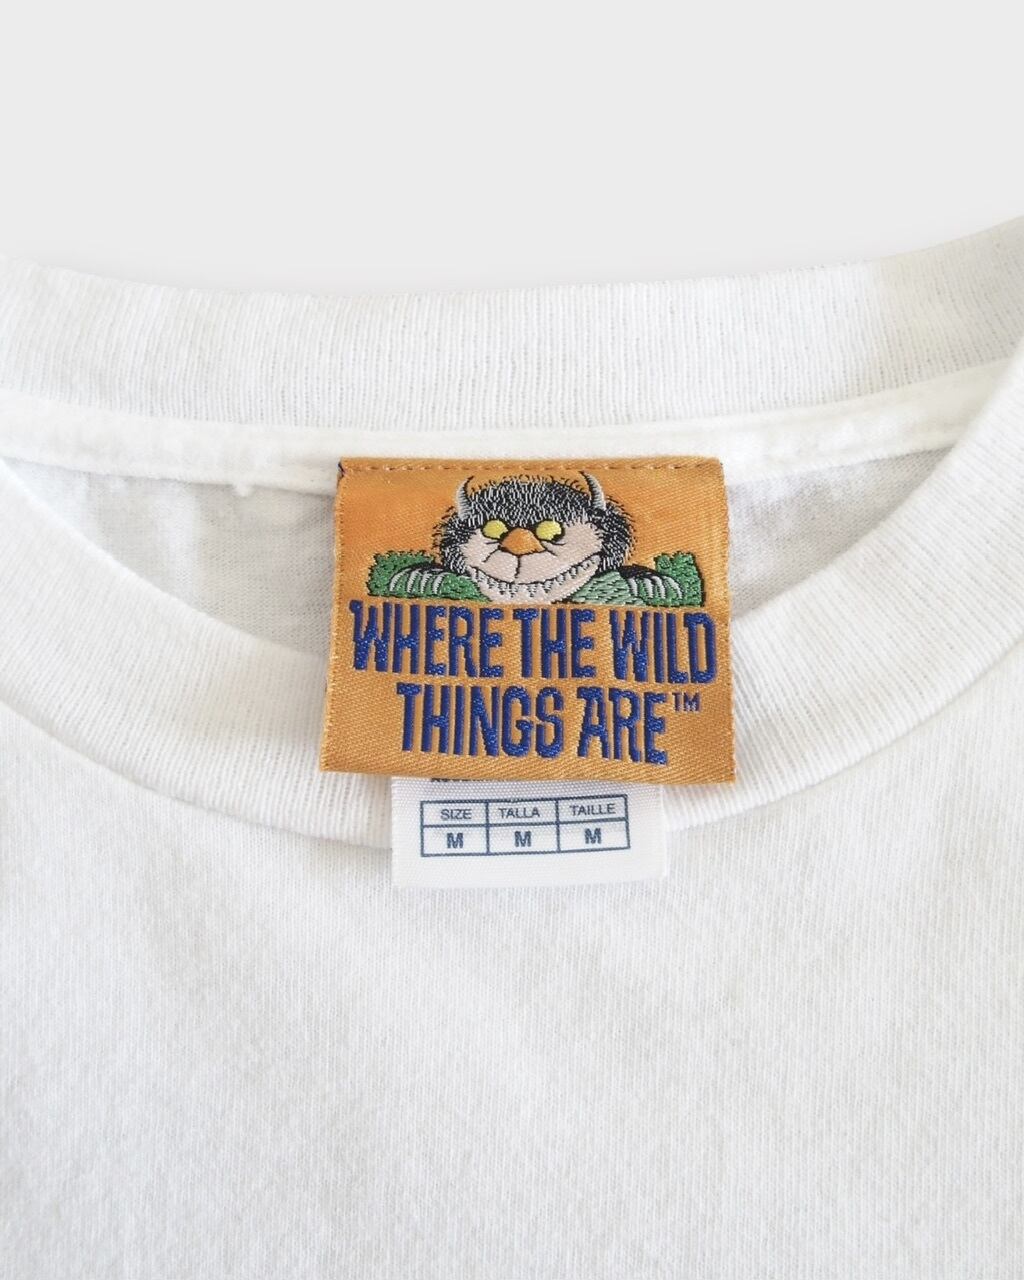 WHERE THE WILD
THINGS ARE™
SIZE TALLA TAILLE
M M M